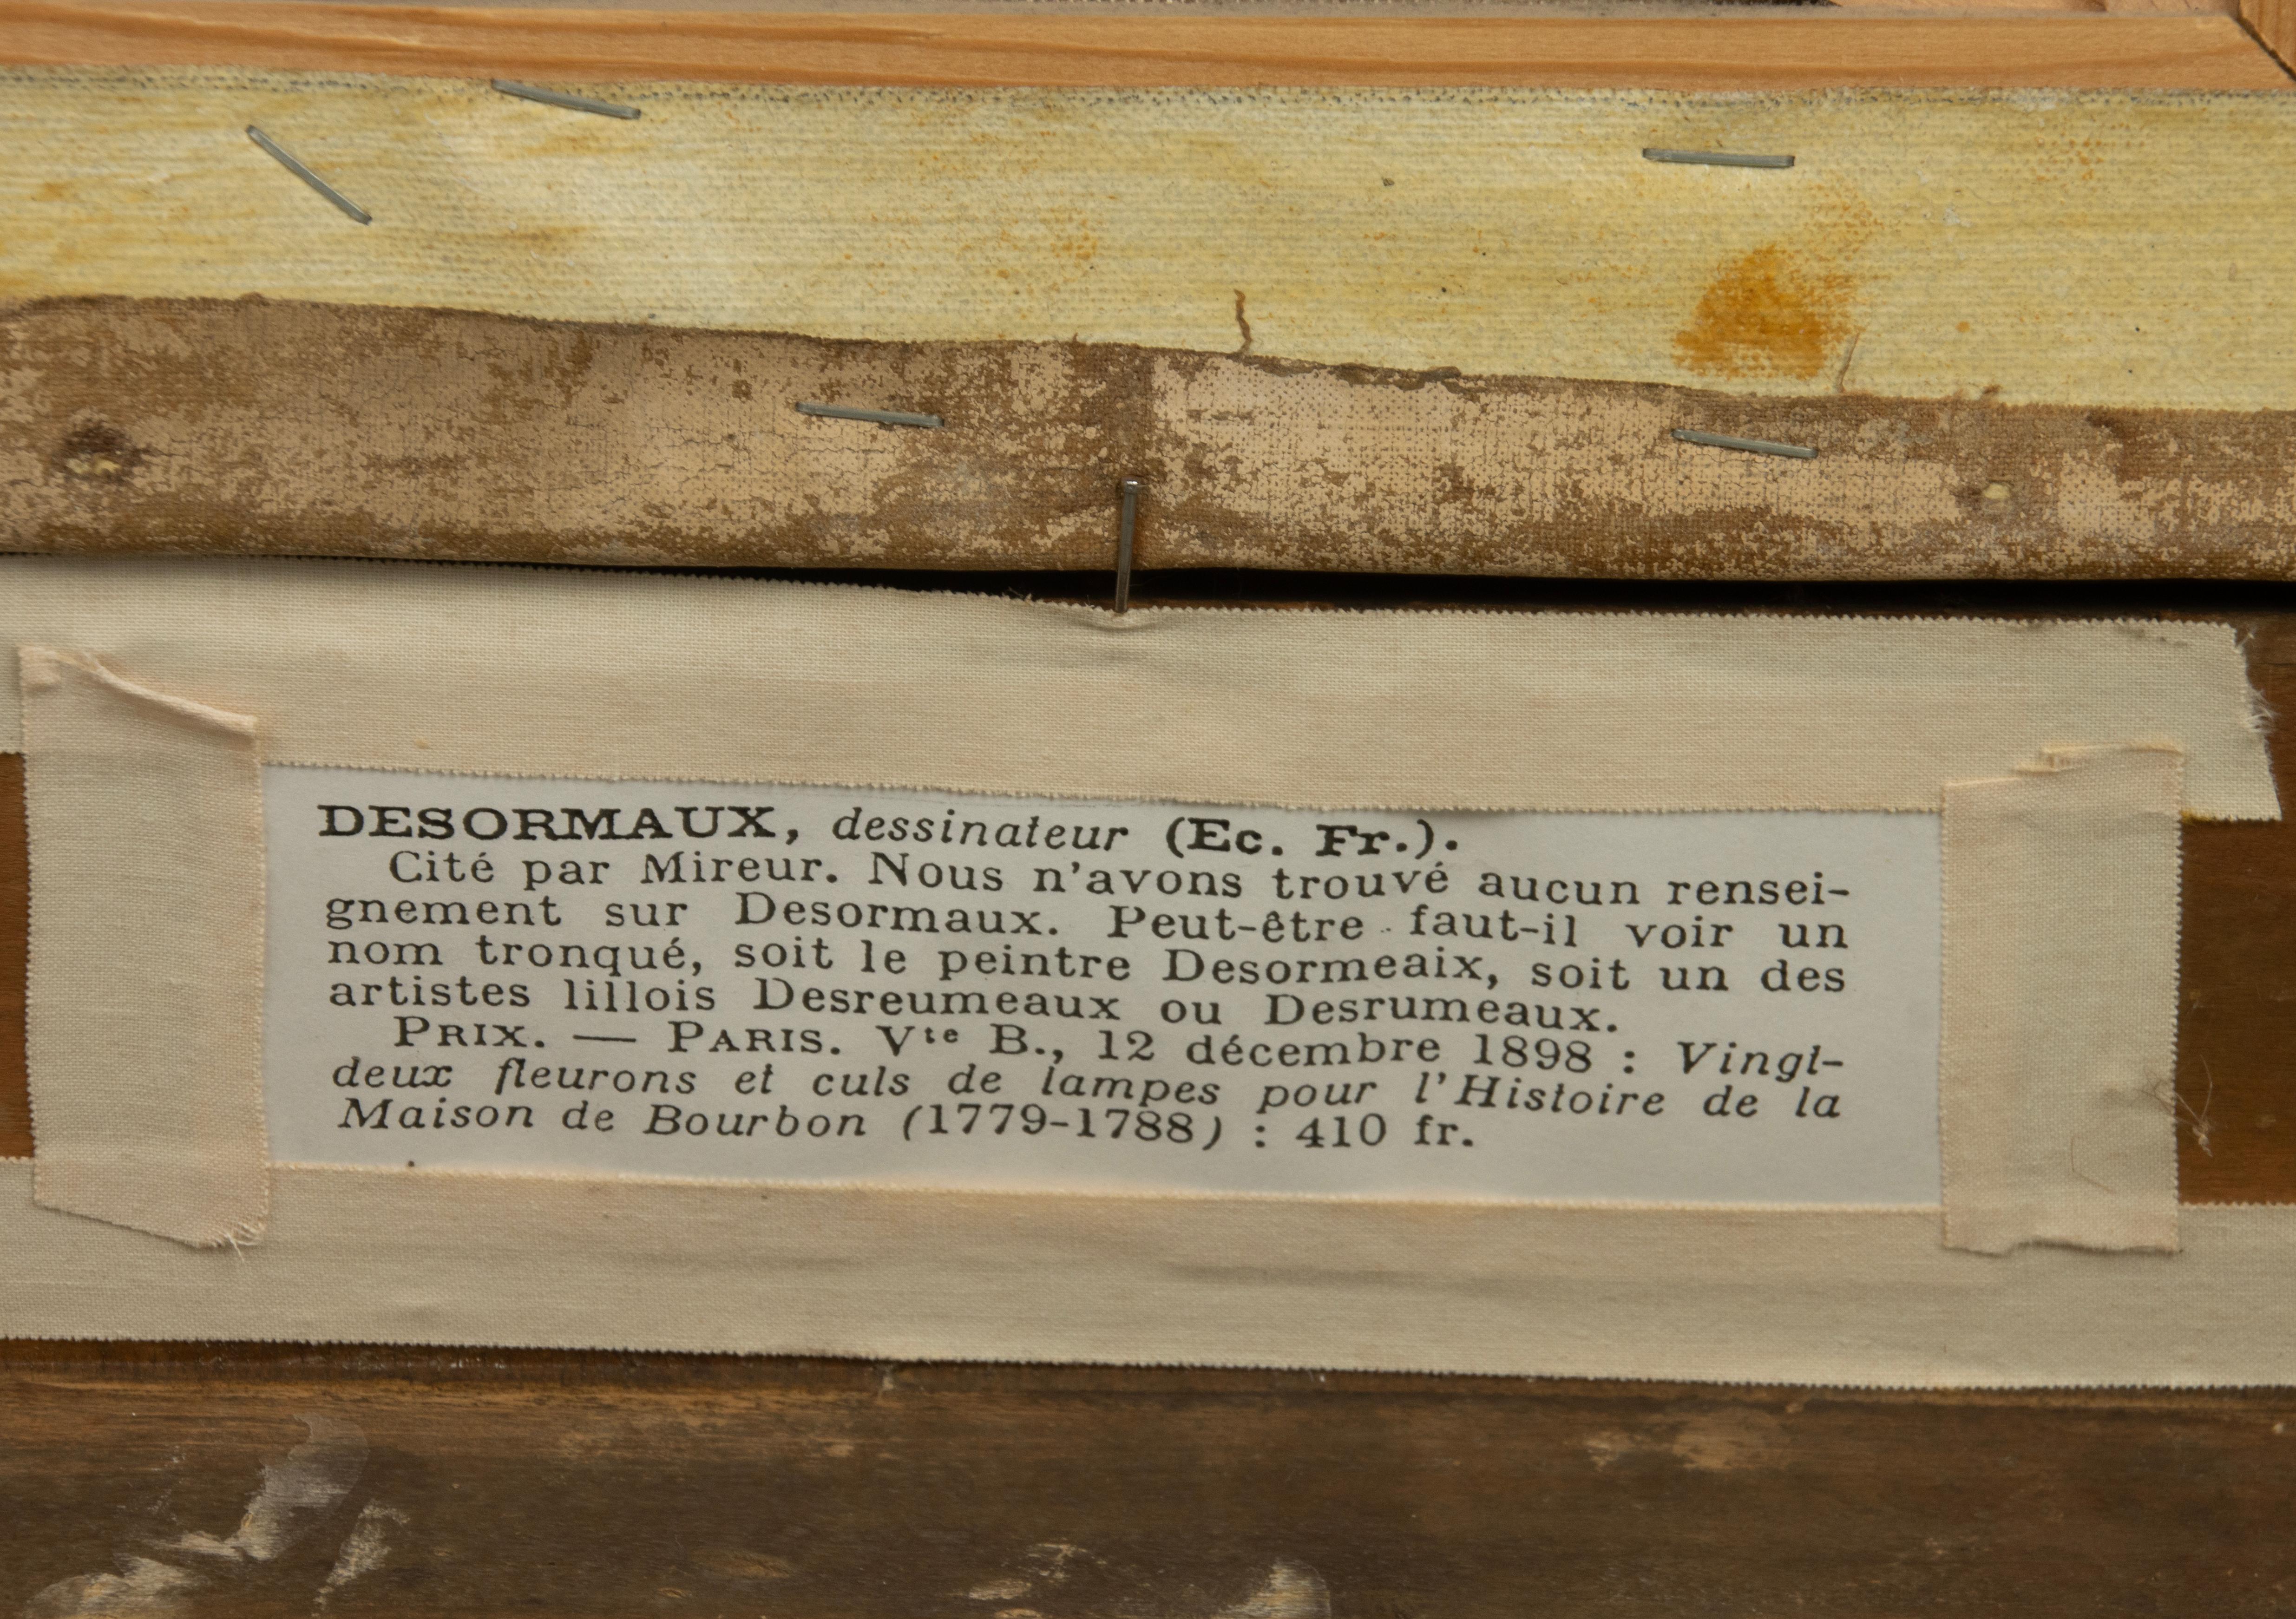 DESORMAUX, dessinateur (Ec. Fr.).
Cité par Mireur. Nous n'avons trouvé aucun rensei-
gnement sur Desormaux. Peut-être faut-il voir un
nom tronqué, soit le peintre Desormeaix, soit un des
artistes lillois Desreumeaux ou Desrumeaux.
PRIX. — PARIS. Vte B., 12 décembre 1898 : Vingt-
deux fleurons et culs de lampes pour l'Histoire de la
Maison de Bourbon (1779-1788) : 410 fr.